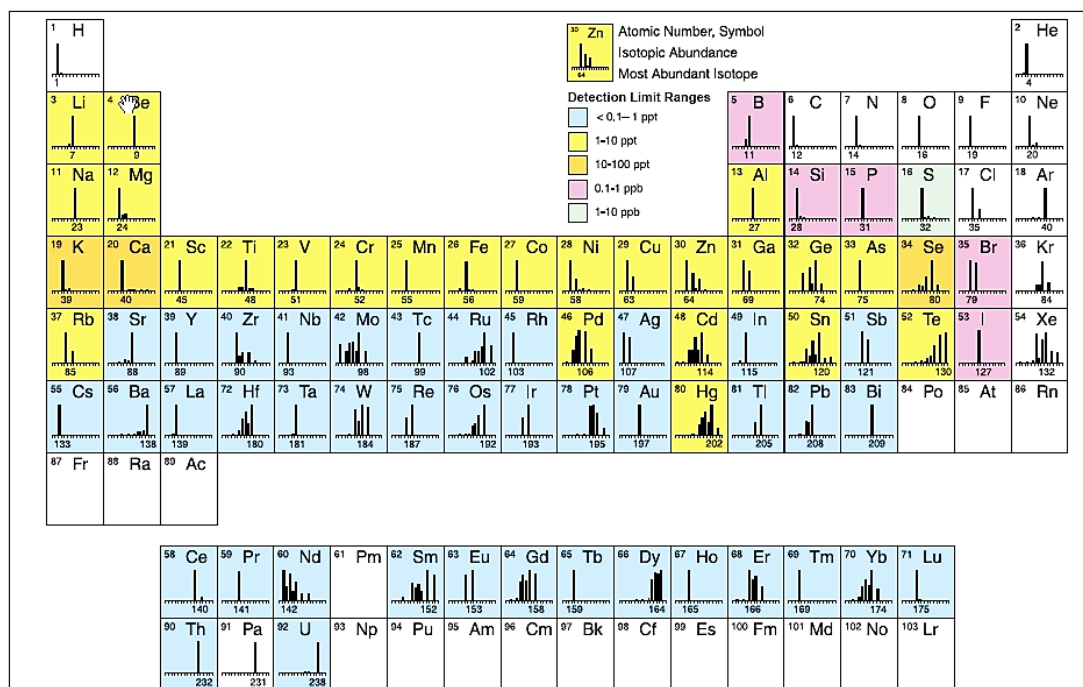 1 H
1
30 Zn
64
Atomic Number, Symbol
Isotopic Abundance
Most Abundant Isotope
2 He
4
Detection Limit Ranges
< 0.1–1 ppt
1–10 ppt
10-100 ppt
0.1-1 ppb
1-10 ppb
3 Li 4 Be 5 B 6 C 7 N 8 O 9 F 10 Ne
7 9 11 12 14 16 19 20
11 Na 12 Mg 13 Al 14 Si 15 P 16 S 17 Cl 18 Ar
23 24 27 28 31 32 35 40
19 K 20 Ca 21 Sc 22 Ti 23 V 24 Cr 25 Mn 26 Fe 27 Co 28 Ni 29 Cu 30 Zn 31 Ga 32 Ge 33 As 34 Se 35 Br 36 Kr
39 40 45 48 51 52 55 56 59 58 63 64 69 74 75 80 79 84
37 Rb 38 Sr 39 Y 40 Zr 41 Nb 42 Mo 43 Tc 44 Ru 45 Rh 46 Pd 47 Ag 48 Cd 49 In 50 Sn 51 Sb 52 Te 53 I 54 Xe
85 88 89 90 93 98 99 102 103 106 107 114 115 120 121 130 127 132
55 Cs 56 Ba 57 La 72 Hf 73 Ta 74 W 75 Re 76 Os 77 Ir 78 Pt 79 Au 80 Hg 81 Tl 82 Pb 83 Bi 84 Po 85 At 86 Rn
133 138 139 180 181 184 187 192 193 195 197 202 205 208 209
87 Fr 88 Ra 89 Ac
58 Ce 59 Pr 60 Nd 61 Pm 62 Sm 63 Eu 64 Gd 65 Tb 66 Dy 67 Ho 68 Er 69 Tm 70 Yb 71 Lu
140 141 142 152 153 158 159 164 165 166 169 174 175
90 Th 91 Pa 92 U 93 Np 94 Pu 95 Am 96 Cm 97 Bk 98 Cf 99 Es 100 Fm 101 Md 102 No 103 Lr
232 231 238